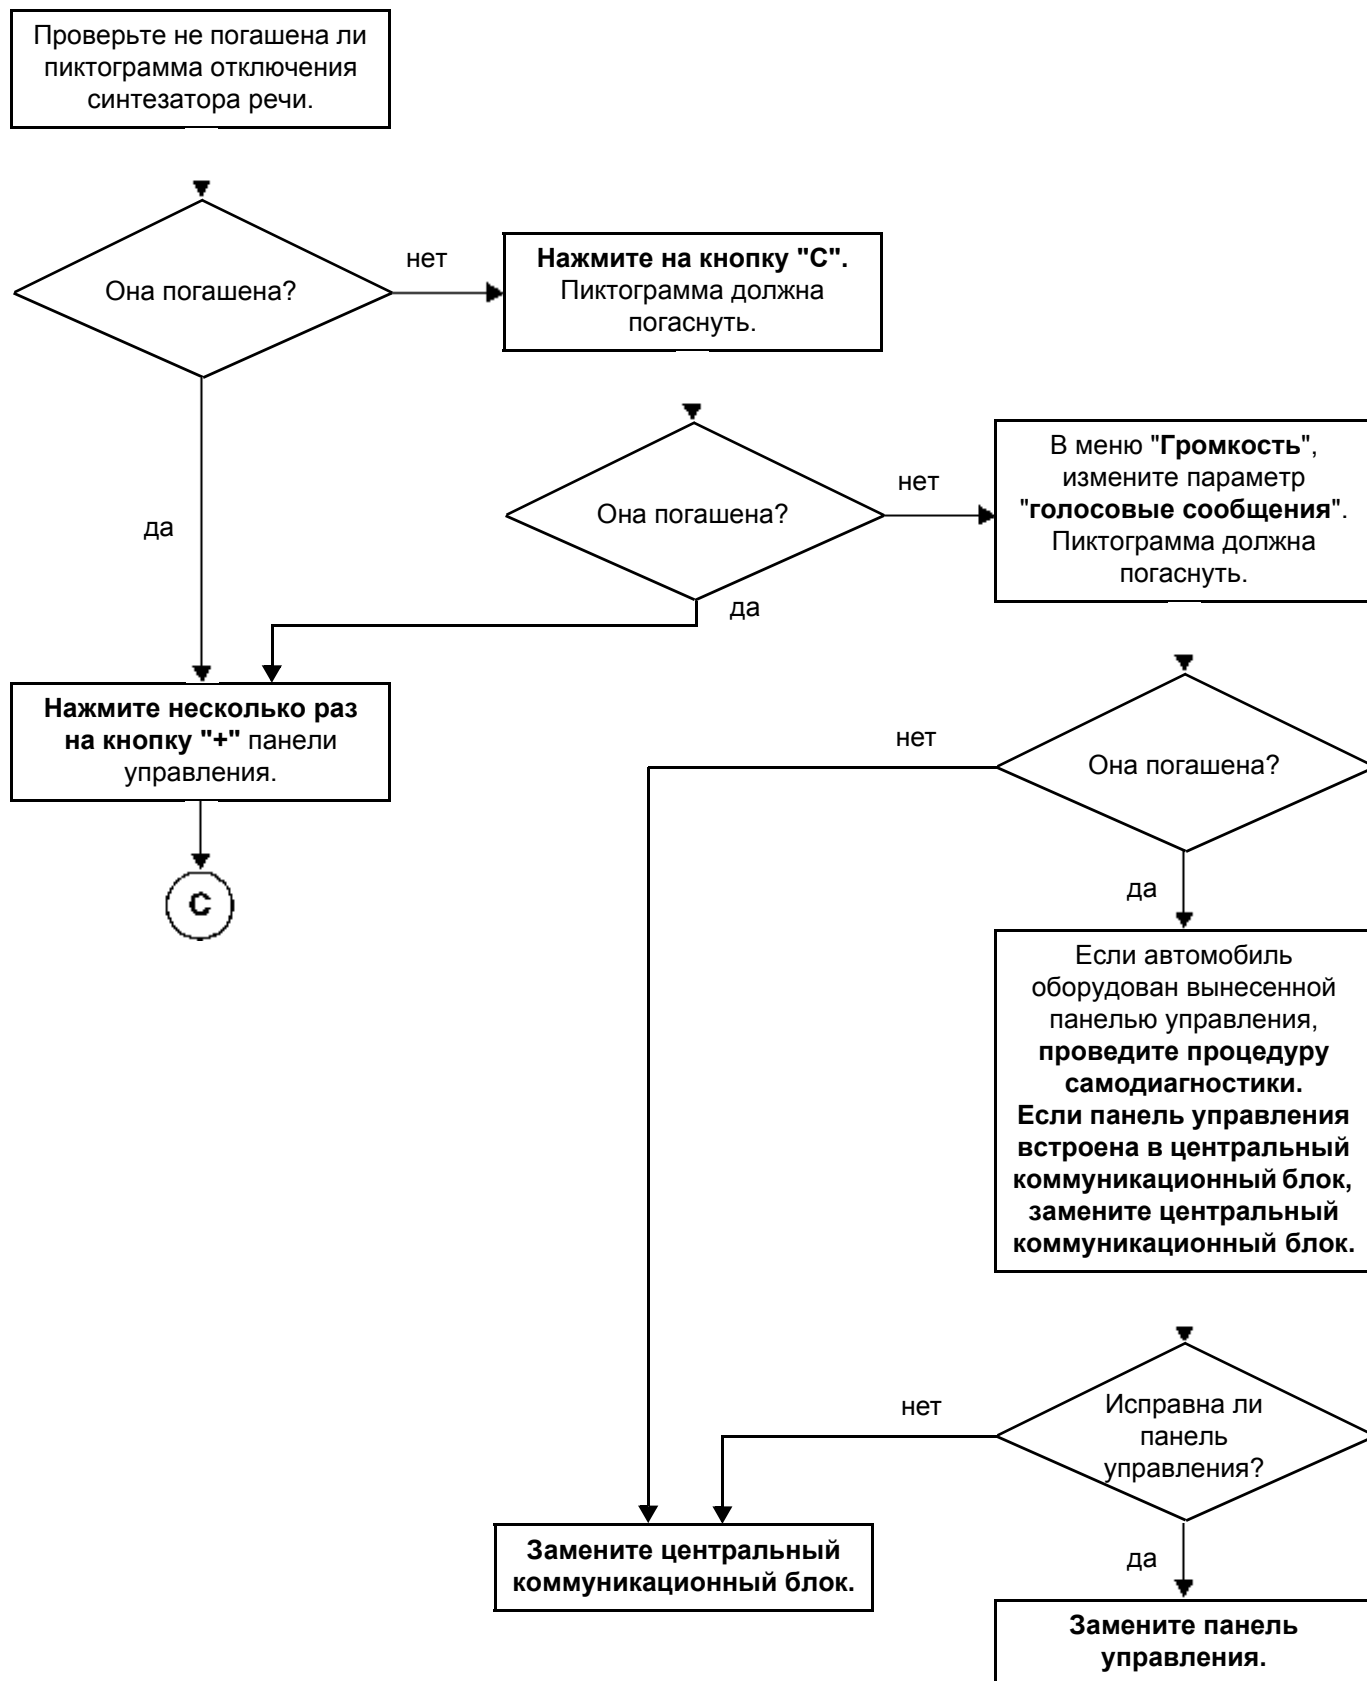 Проверьте не погашена ли
пиктограмма отключения
синтезатора речи.
Она погашена?
нет
Нажмите на кнопку "C".
Пиктограмма должна
погаснуть.
да
Она погашена?
нет
В меню "Громкость",
измените параметр
"голосовые сообщения".
Пиктограмма должна
погаснуть.
да
Нажмите несколько раз
на кнопку "+" панели
управления.
C
нет
Она погашена?
да
Если автомобиль
оборудован вынесенной
панелью управления,
проведите процедуру
самодиагностики.
Если панель управления
встроена в центральный
коммуникационный блок,
замените центральный
коммуникационный блок.
нет
Исправна ли
панель
управления?
Замените центральный
коммуникационный блок.
да
Замените панель
управления.